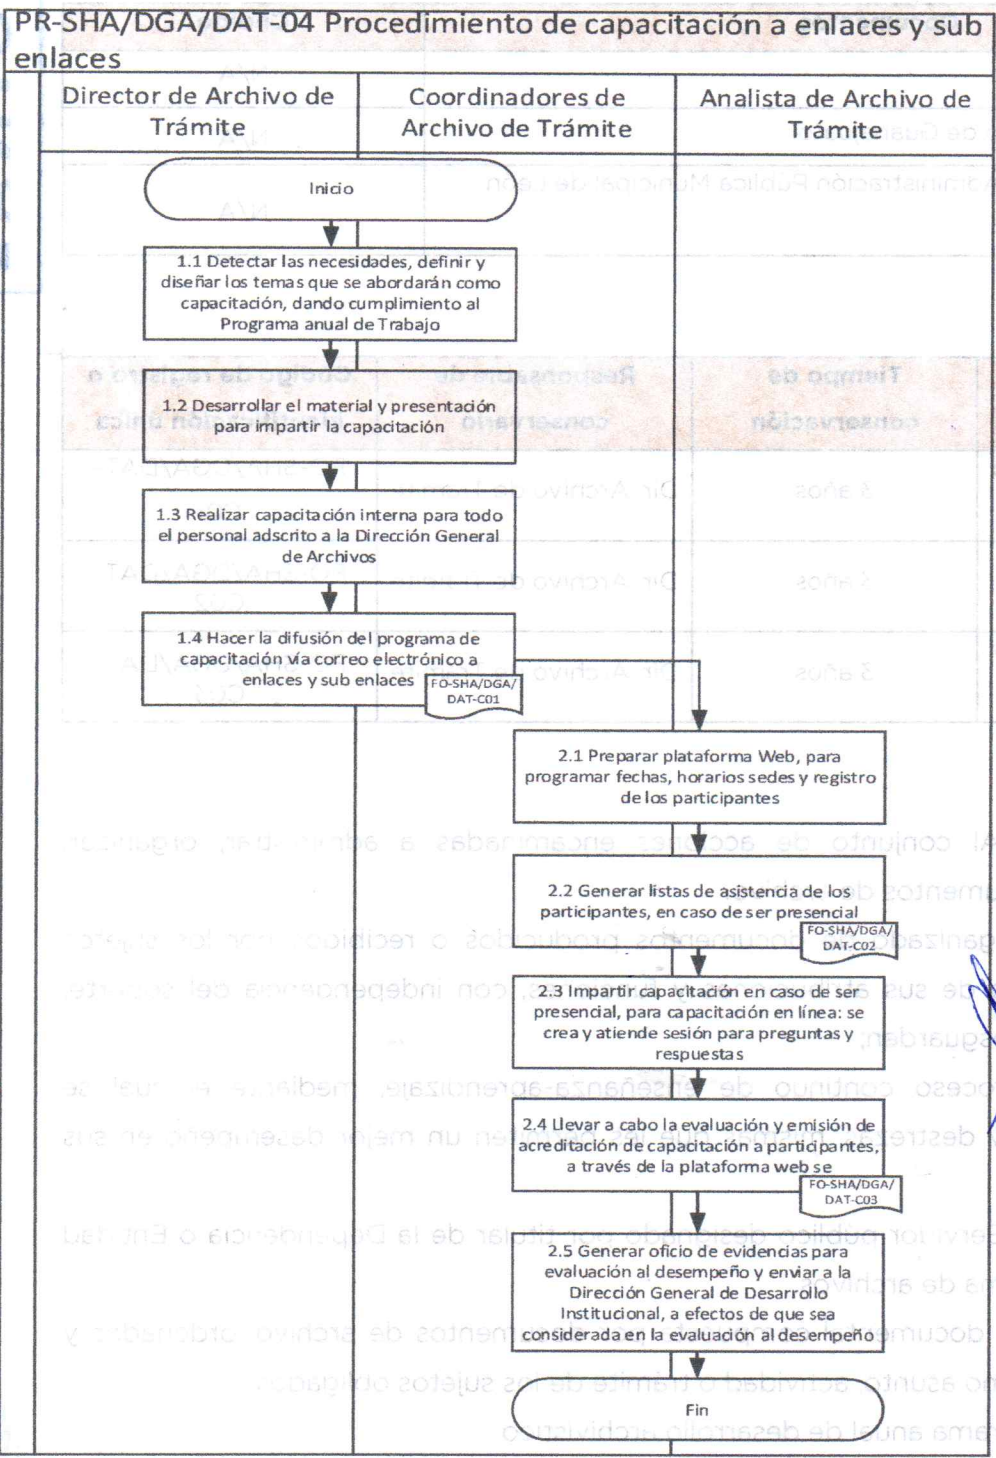 PR-SHA/DGA/DAT-04 Procedimiento de capacitación a enlaces y sub
enlaces
Director de Archivo de
Trámite
Coordinadores de
Archivo de Trámite
Analista de Archivo de
Trámite
Inicio
1.1 Detectar las necesidades, definir y
diseñar los temas que se abordarán como
capacitación, dando cumplimiento al
Programa anual de Trabajo
1.2 Desarrollar el material y presentación
para impartir la capacitación
1.3 Realizar capacitación interna para todo
el personal adscrito a la Dirección General
de Archivos
1.4 Hacer la difusión del programa de
capacitación vía correo electrónico a
enlaces y sub enlaces
FO-SHA/DGA/
DAT-C01
2.1 Preparar plataforma Web, para
programar fechas, horarios sedes y registro
de los participantes
2.2 Generar listas de asistencia de los
participantes, en caso de ser presencial
FO-SHA/DGA/
DAT-C02
2.3 Impartir capacitación en caso de ser
presencial, para capacitación en línea: se
crea y atiende sesión para preguntas y
respuestas
2.4 Llevar a cabo la evaluación y emisión de
acreditación de capacitación a participantes,
a través de la plataforma web se
FO-SHA/DGA/
DAT-C03
2.5 Generar oficio de evidencias para
evaluación al desempeño y enviar a la
Dirección General de Desarrollo
Institucional, a efectos de que sea
considerada en la evaluación al desempeño
Fin